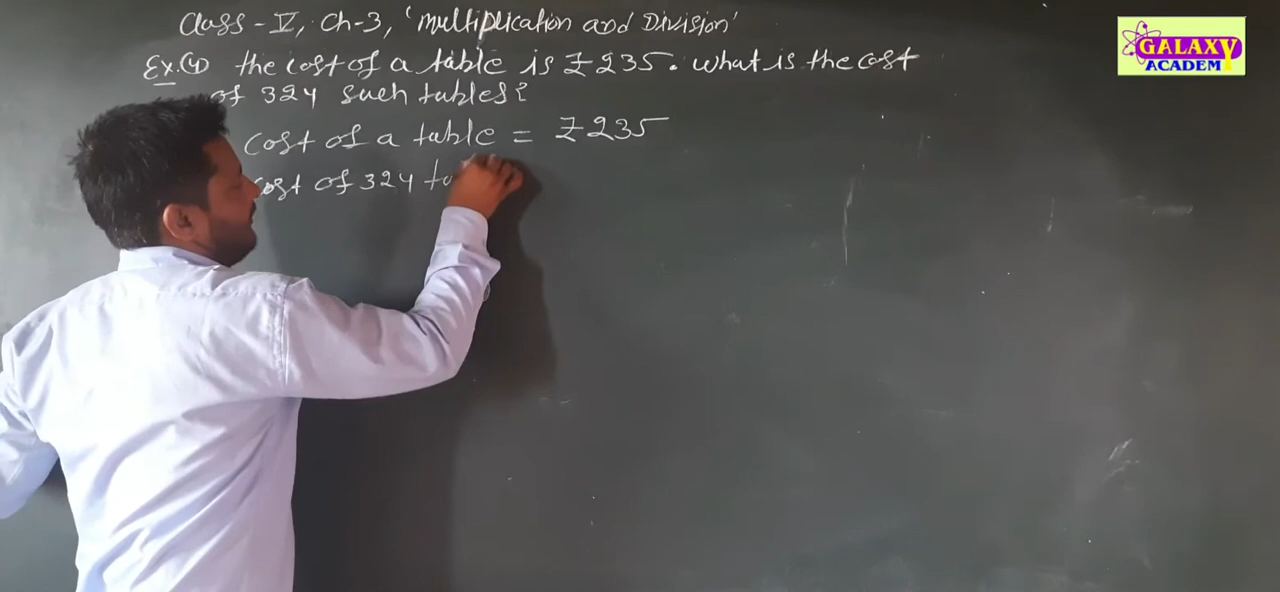 Class - V, Ch-3, 'Multiplication and Division'
Ex.(4) the cost of a table is ₹235. What is the cost
of 324 such tables?
cost of a table = ₹235
cost of 324 ta
GALAXY
ACADEM